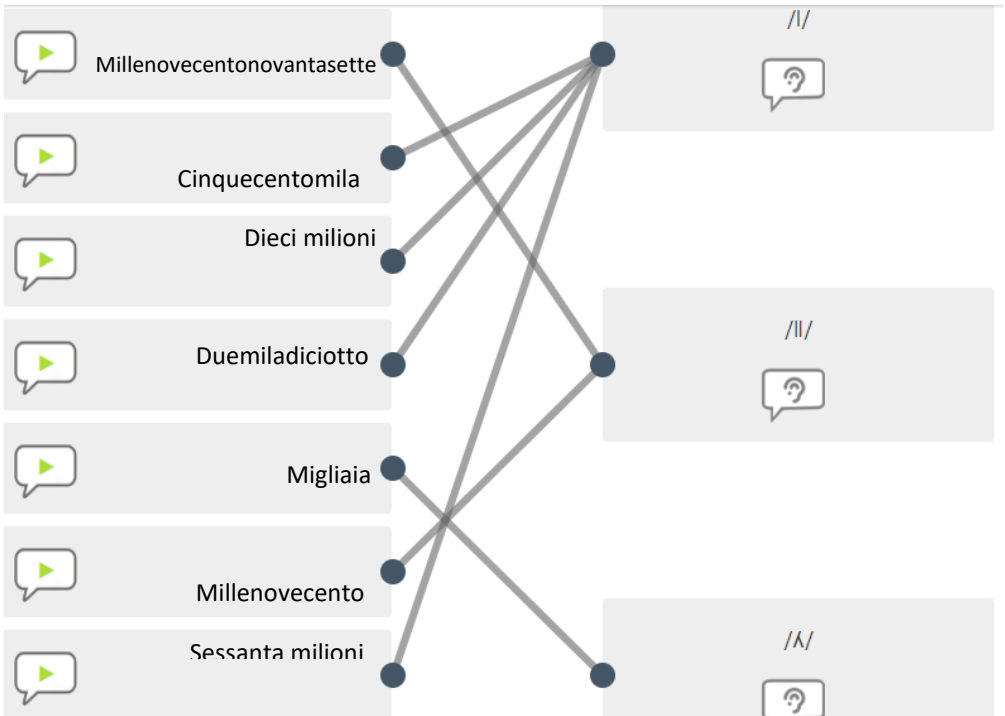 /l/
Millenovecentonovantasette
Cinquecentomila
Dieci milioni
Duemiladiciotto
/ll/
Migliaia
Millenovecento
Sessanta milioni
/ʎ/